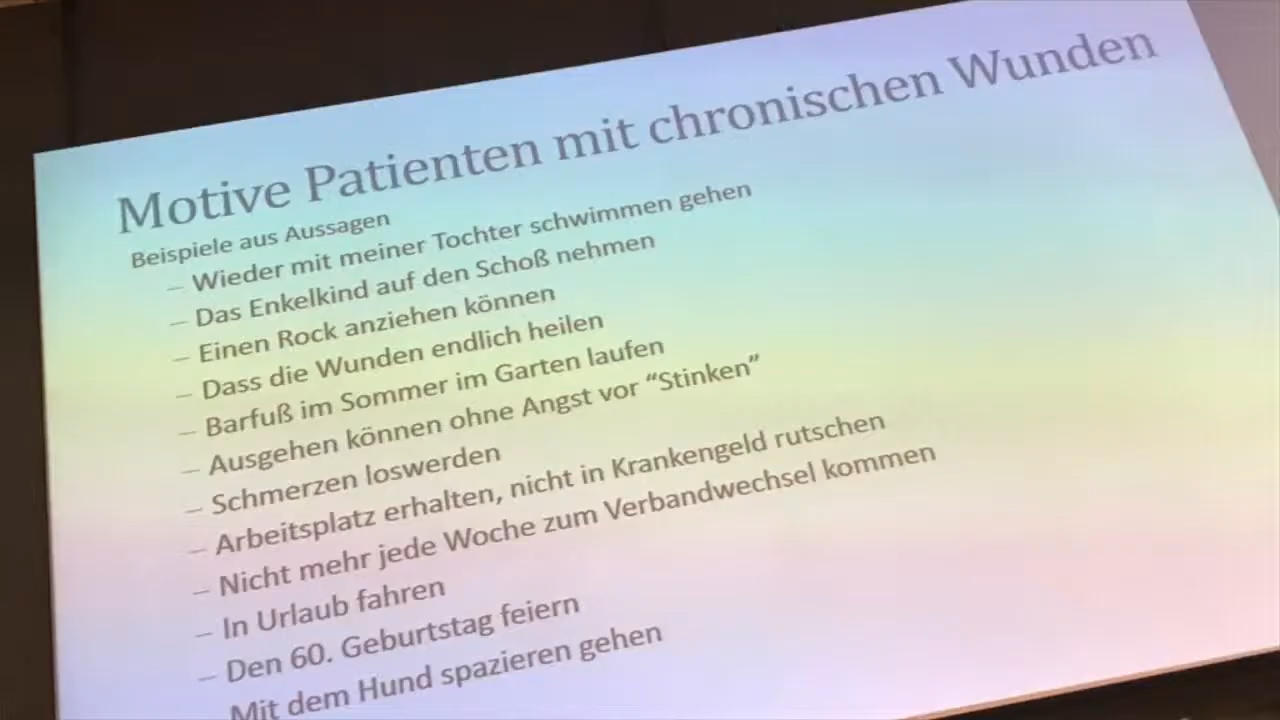 Motive Patienten mit chronischen Wunden
Beispiele aus Aussagen
– Wieder mit meiner Tochter schwimmen gehen
– Das Enkelkind auf den Schoß nehmen
– Einen Rock anziehen können
– Dass die Wunden endlich heilen
– Barfuß im Sommer im Garten laufen
– Ausgehen können ohne Angst vor “Stinken”
– Schmerzen loswerden
– Arbeitsplatz erhalten, nicht in Krankengeld rutschen
– Nicht mehr jede Woche zum Verbandwechsel kommen
– In Urlaub fahren
– Den 60. Geburtstag feiern
Mit dem Hund spazieren gehen